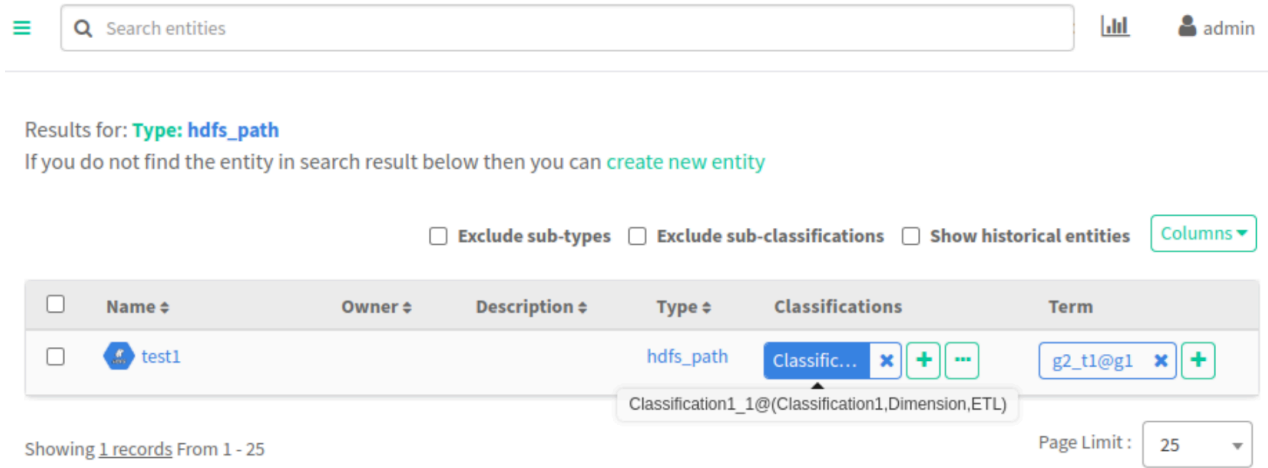 Search entities
admin
Results for: Type: hdfs_path
If you do not find the entity in search result below then you can create new entity
Exclude sub-types Exclude sub-classifications Show historical entities Columns
Name Owner Description Type Classifications Term
test1 hdfs_path Classific... g2_t1@g1
Classification1_1@(Classification1,Dimension,ETL)
Showing 1 records From 1 - 25
Page Limit : 25